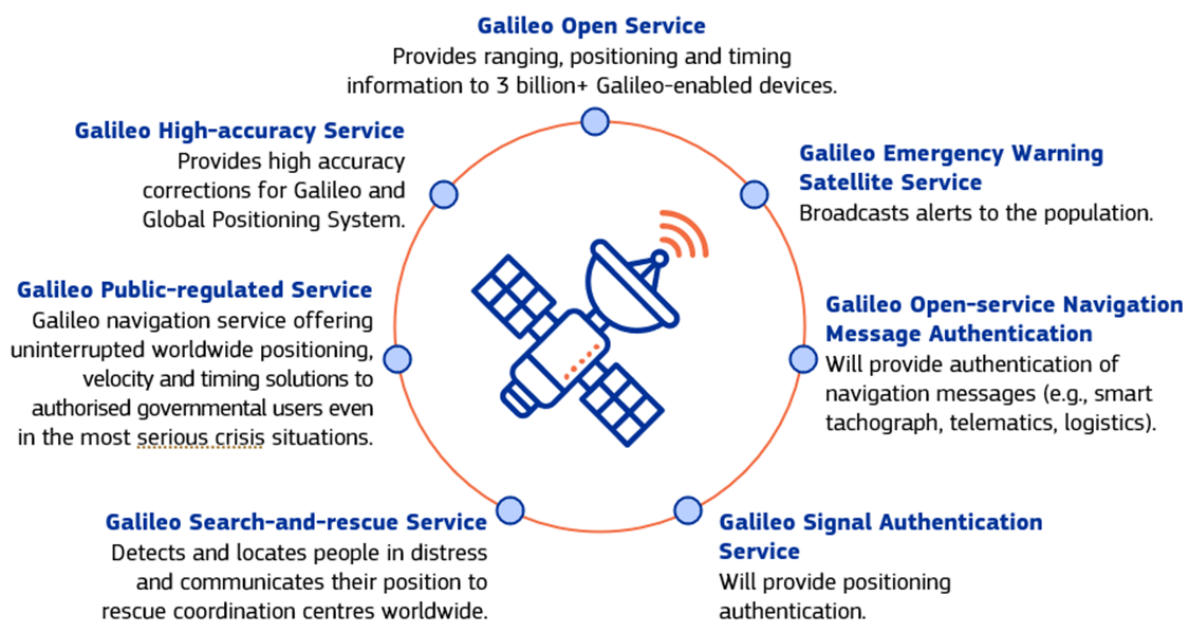 Galileo Open Service
Provides ranging, positioning and timing
information to 3 billion+ Galileo-enabled devices.
Galileo High-accuracy Service
Provides high accuracy
corrections for Galileo and
Global Positioning System.
Galileo Emergency Warning
Satellite Service
Broadcasts alerts to the population.
Galileo Public-regulated Service
Galileo navigation service offering
uninterrupted worldwide positioning,
velocity and timing solutions to
authorised governmental users even
in the most serious crisis situations.
Galileo Open-service Navigation
Message Authentication
Will provide authentication of
navigation messages (e.g., smart
tachograph, telematics, logistics).
Galileo Search-and-rescue Service
Detects and locates people in distress
and communicates their position to
rescue coordination centres worldwide.
Galileo Signal Authentication
Service
Will provide positioning
authentication.